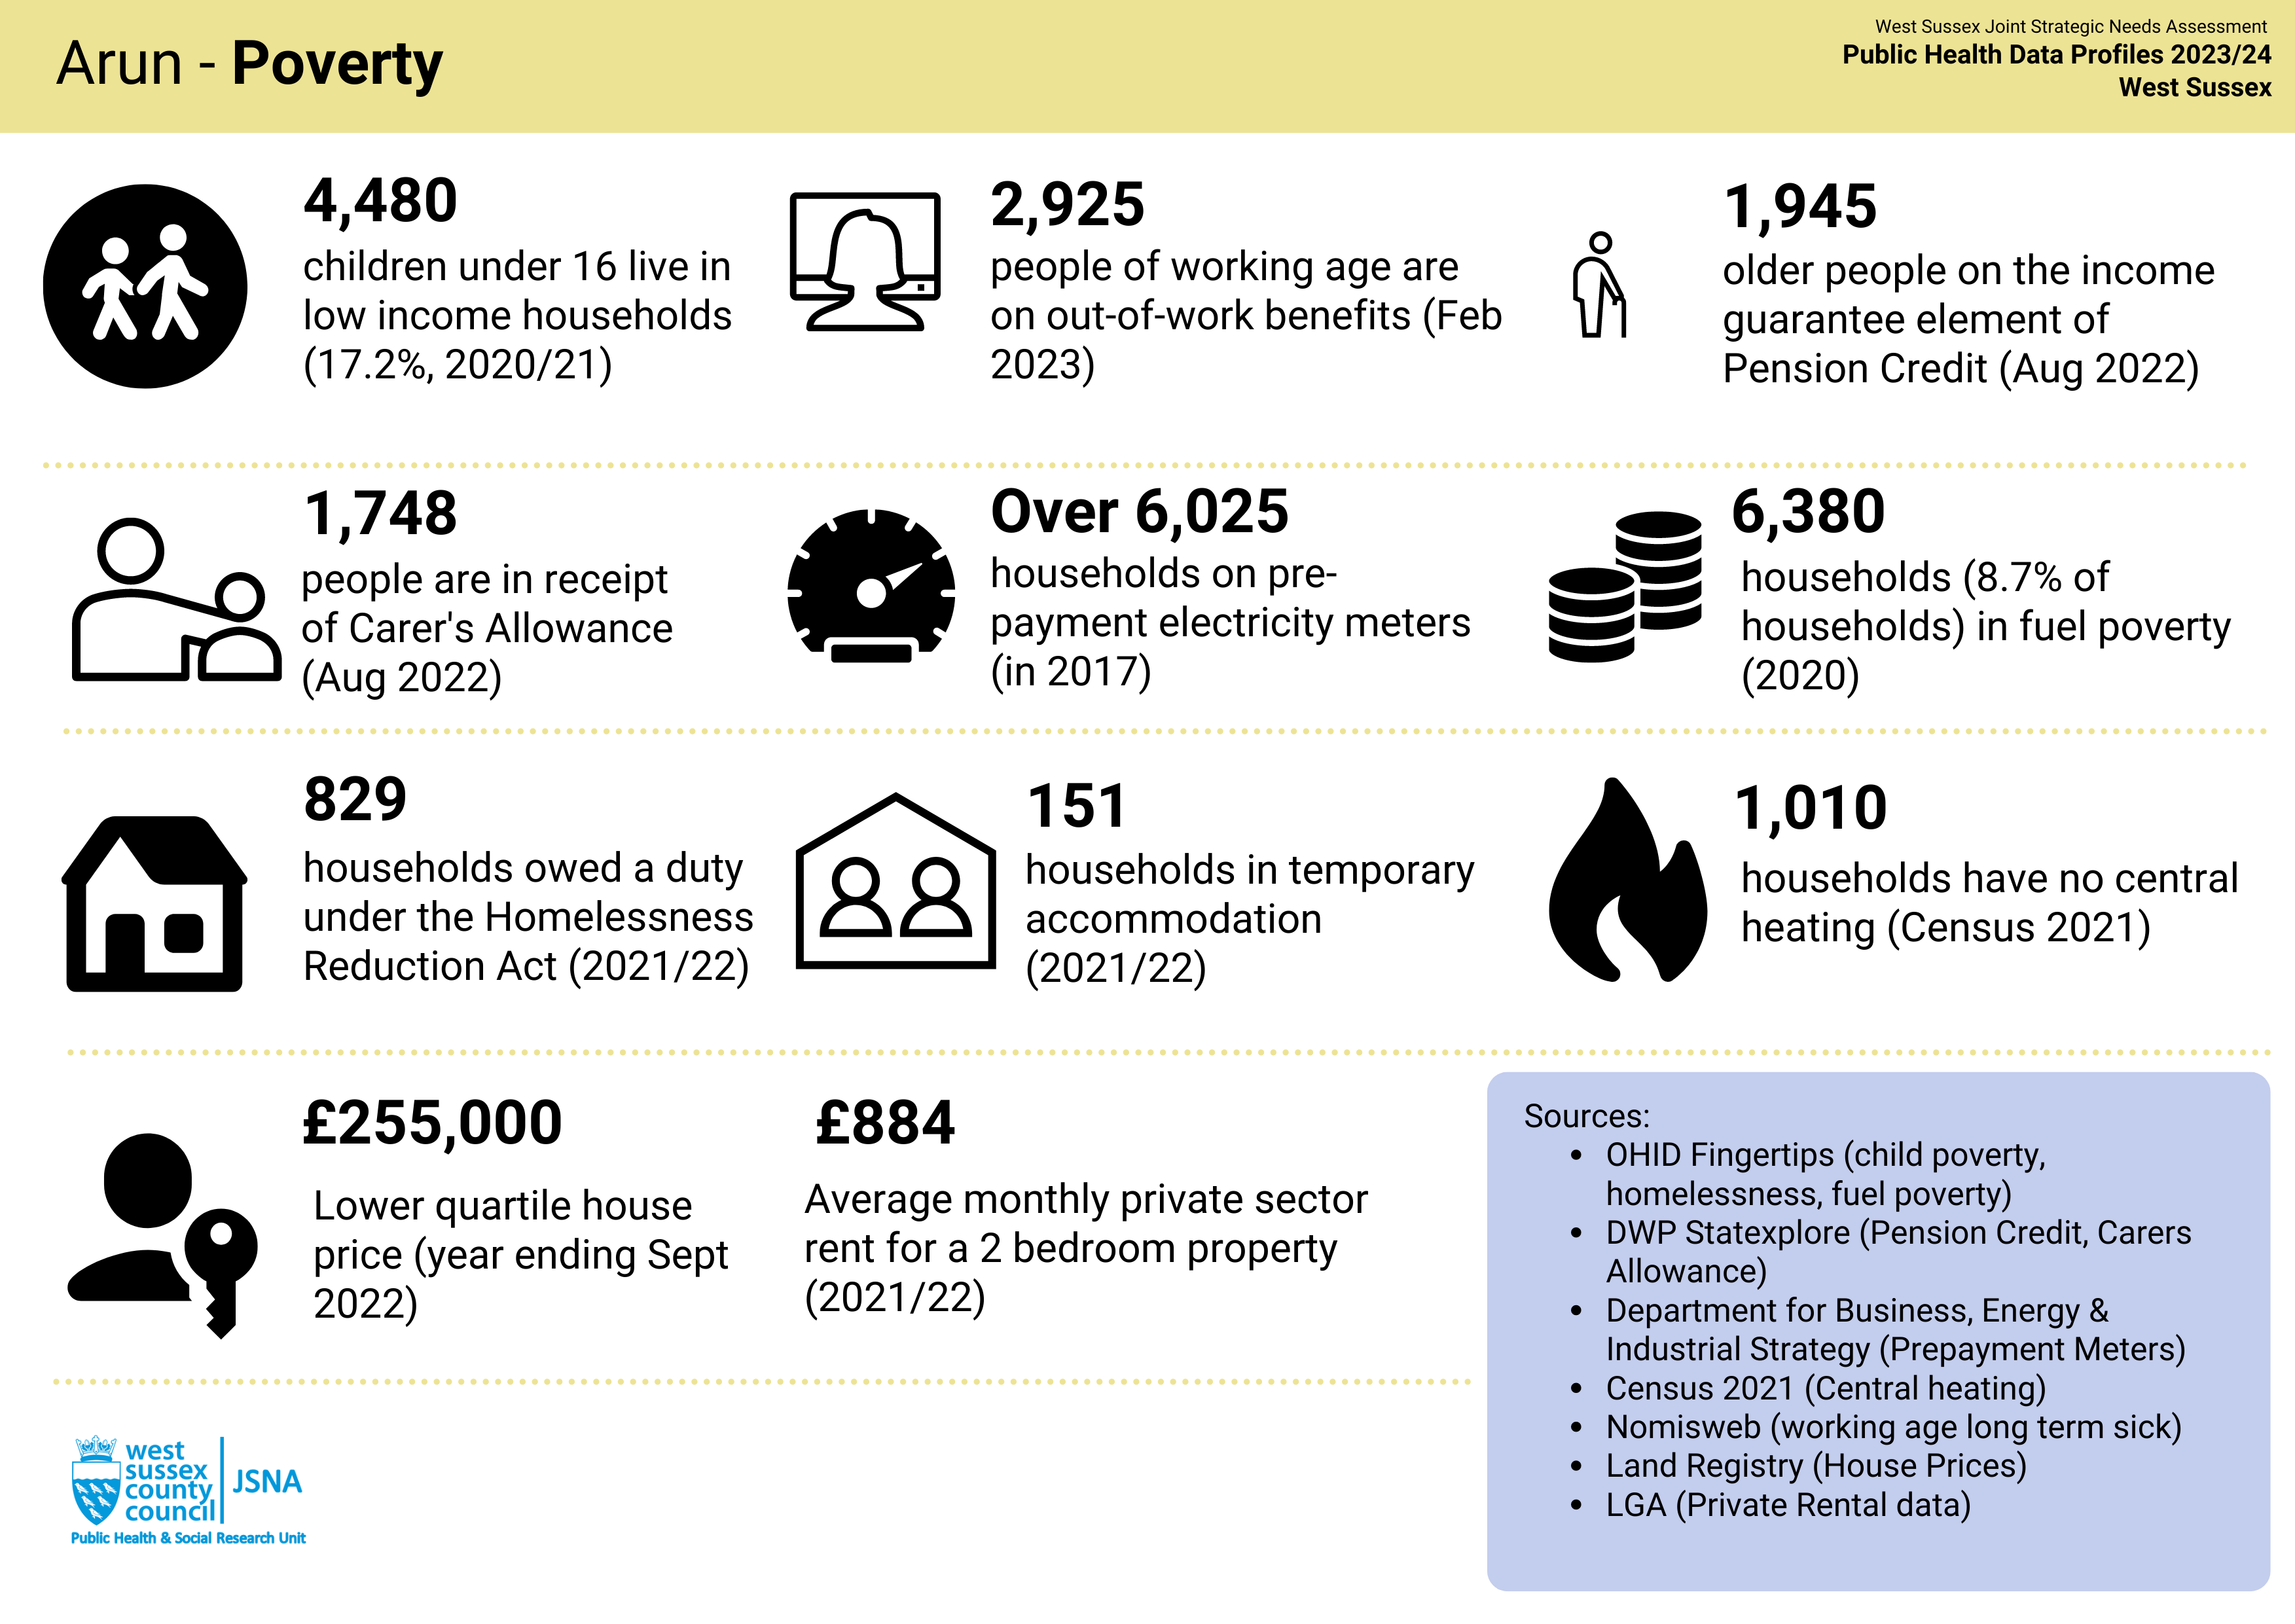 Arun - Poverty
West Sussex Joint Strategic Needs Assessment
Public Health Data Profiles 2023/24
West Sussex
4,480
children under 16 live in
low income households
(17.2%, 2020/21)
2,925
people of working age are
on out-of-work benefits (Feb
2023)
1,945
older people on the income
guarantee element of
Pension Credit (Aug 2022)
1,748
people are in receipt
of Carer's Allowance
(Aug 2022)
Over 6,025
households on pre-
payment electricity meters
(in 2017)
6,380
households (8.7% of
households) in fuel poverty
(2020)
829
households owed a duty
under the Homelessness
Reduction Act (2021/22)
151
households in temporary
accommodation
(2021/22)
1,010
households have no central
heating (Census 2021)
£255,000
Lower quartile house
price (year ending Sept
2022)
£884
Average monthly private sector
rent for a 2 bedroom property
(2021/22)
Sources:
• OHID Fingertips (child poverty,
homelessness, fuel poverty)
• DWP Statexplore (Pension Credit, Carers
Allowance)
• Department for Business, Energy &
Industrial Strategy (Prepayment Meters)
• Census 2021 (Central heating)
• Nomisweb (working age long term sick)
• Land Registry (House Prices)
• LGA (Private Rental data)
west
sussex
county
council
JSNA
Public Health & Social Research Unit